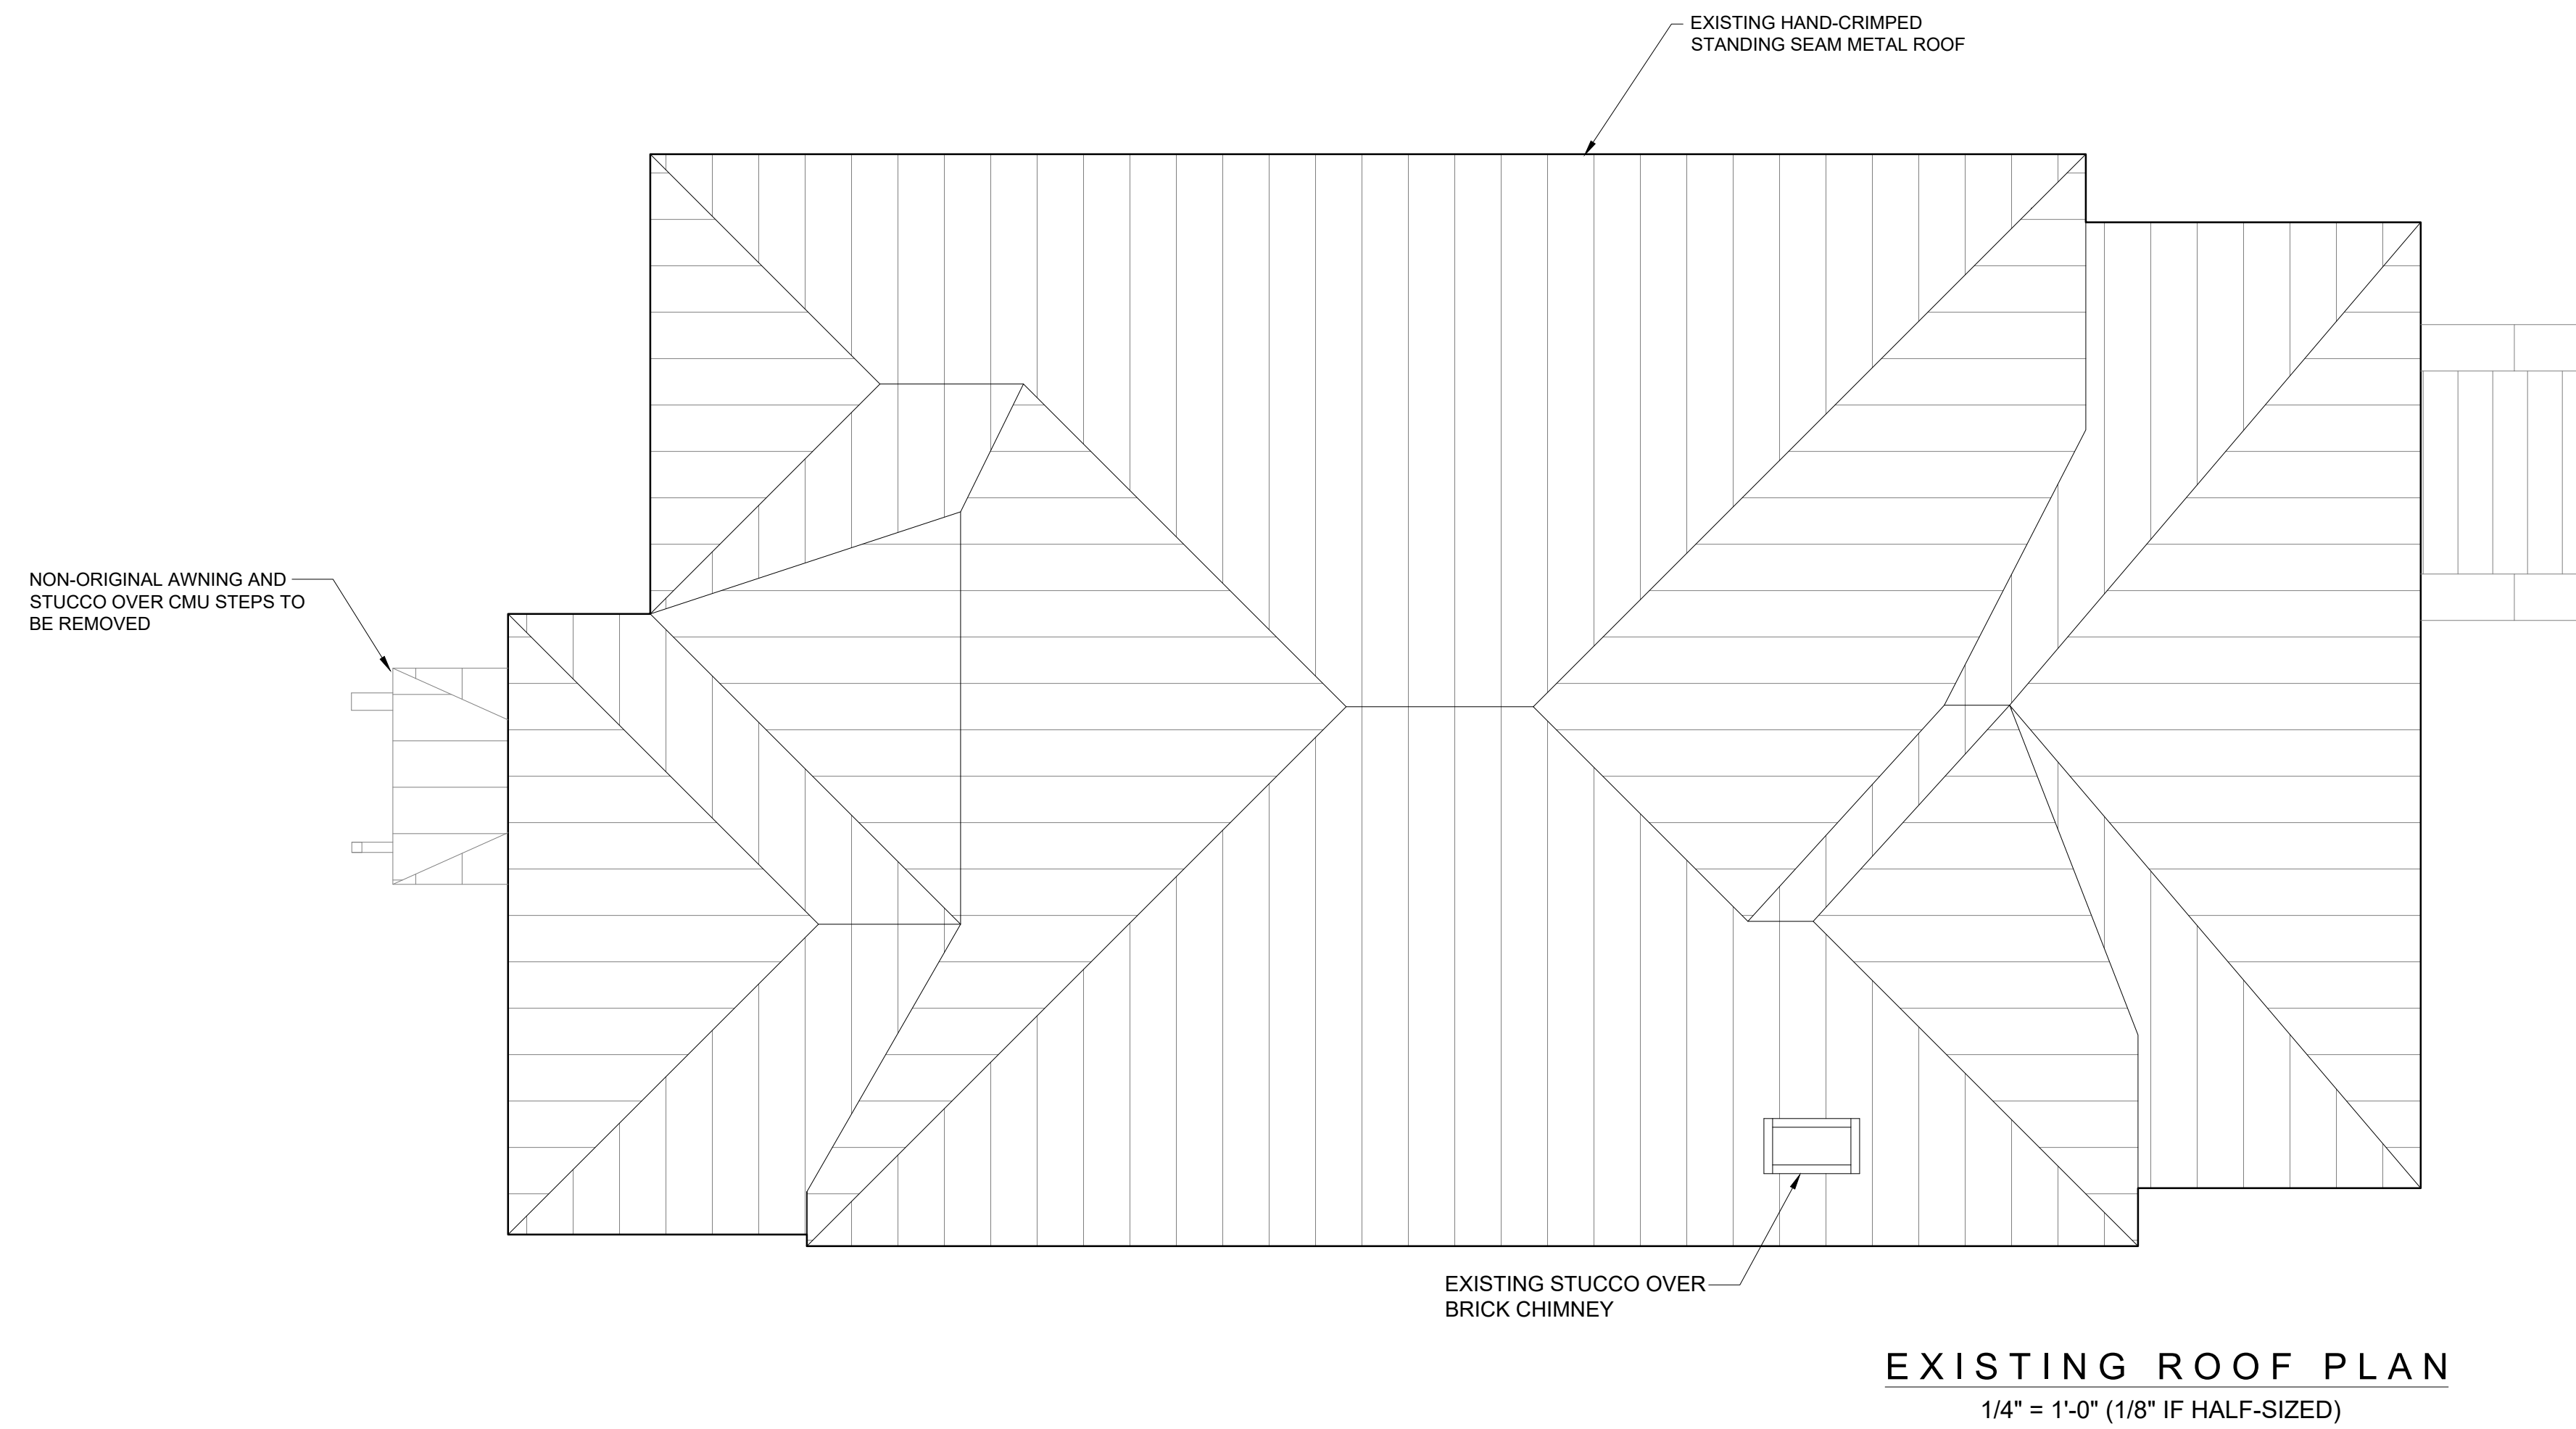 EXISTING HAND-CRIMPED
STANDING SEAM METAL ROOF
NON-ORIGINAL AWNING AND
STUCCO OVER CMU STEPS TO
BE REMOVED
EXISTING STUCCO OVER
BRICK CHIMNEY
EXISTING ROOF PLAN
1/4" = 1'-0" (1/8" IF HALF-SIZED)